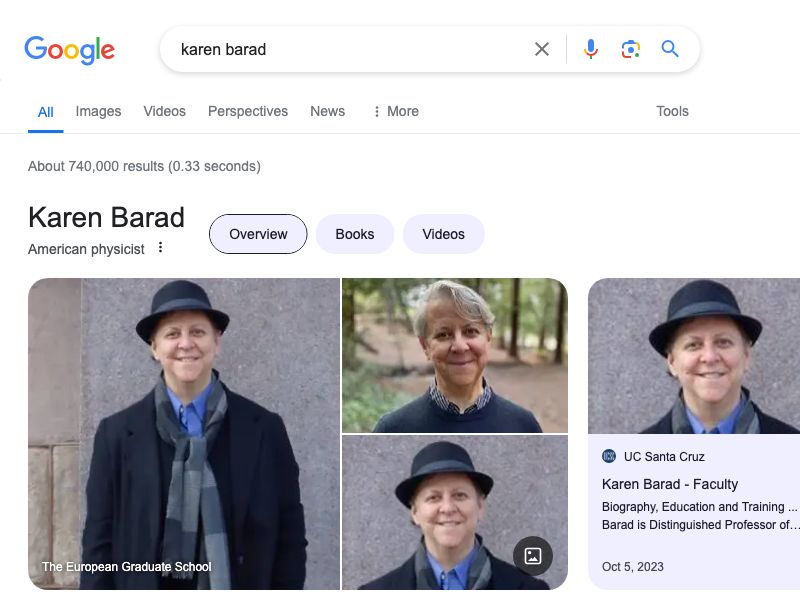 Google
karen barad
All Images Videos Perspectives News More Tools
About 740,000 results (0.33 seconds)
Karen Barad
American physicist
Overview Books Videos
The European Graduate School
UC Santa Cruz
Karen Barad - Faculty
Biography, Education and Training ...
Barad is Distinguished Professor of...
Oct 5, 2023